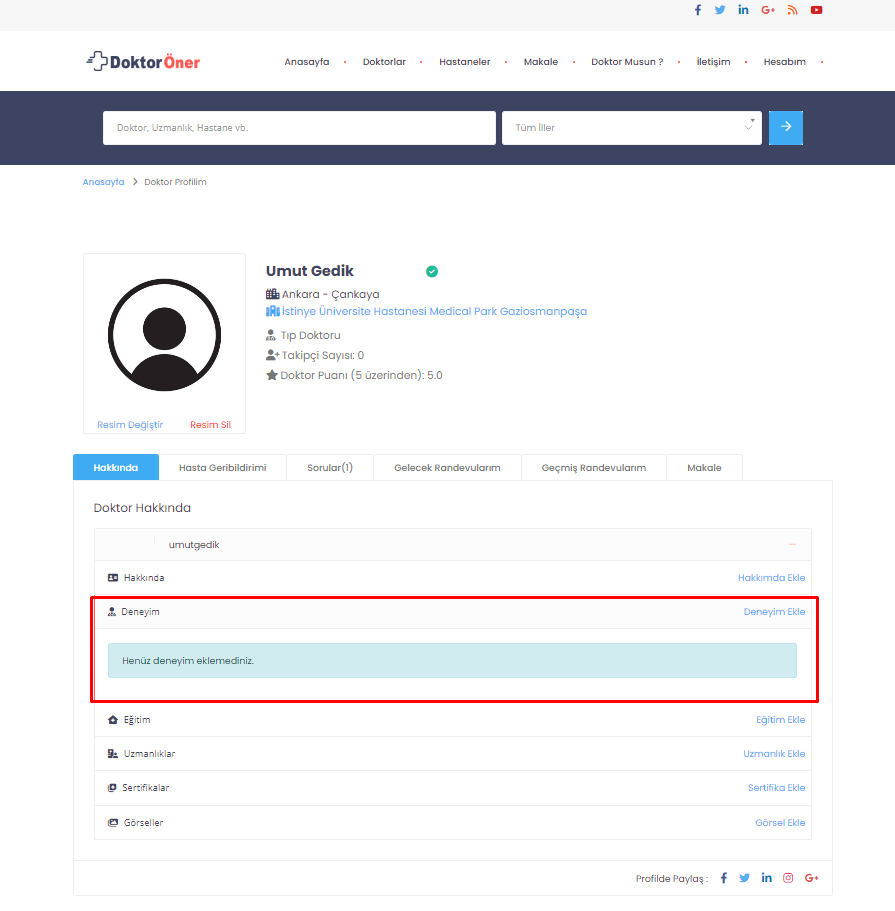 DoktorÖner
Anasayfa Doktorlar Hastaneler Makale Doktor Musun ? İletişim Hesabım
Doktor, Uzmanlık, Hastane vb. Tüm İller
Anasayfa Doktor Profilim
Umut Gedik
Ankara - Çankaya
İstinye Üniversite Hastanesi Medical Park Gaziosmanpaşa
Tıp Doktoru
Takipçi Sayısı: 0
Doktor Puanı (5 üzerinden): 5.0
Resim Değiştir Resim Sil
Hakkında Hasta Geribildirimi Sorular(1) Gelecek Randevularım Geçmiş Randevularım Makale
Doktor Hakkında
umutgedik
Hakkında Hakkımda Ekle
Deneyim Deneyim Ekle
Henüz deneyim eklemediniz.
Eğitim Eğitim Ekle
Uzmanlıklar Uzmanlık Ekle
Sertifikalar Sertifika Ekle
Görseller Görsel Ekle
Profilde Paylaş :